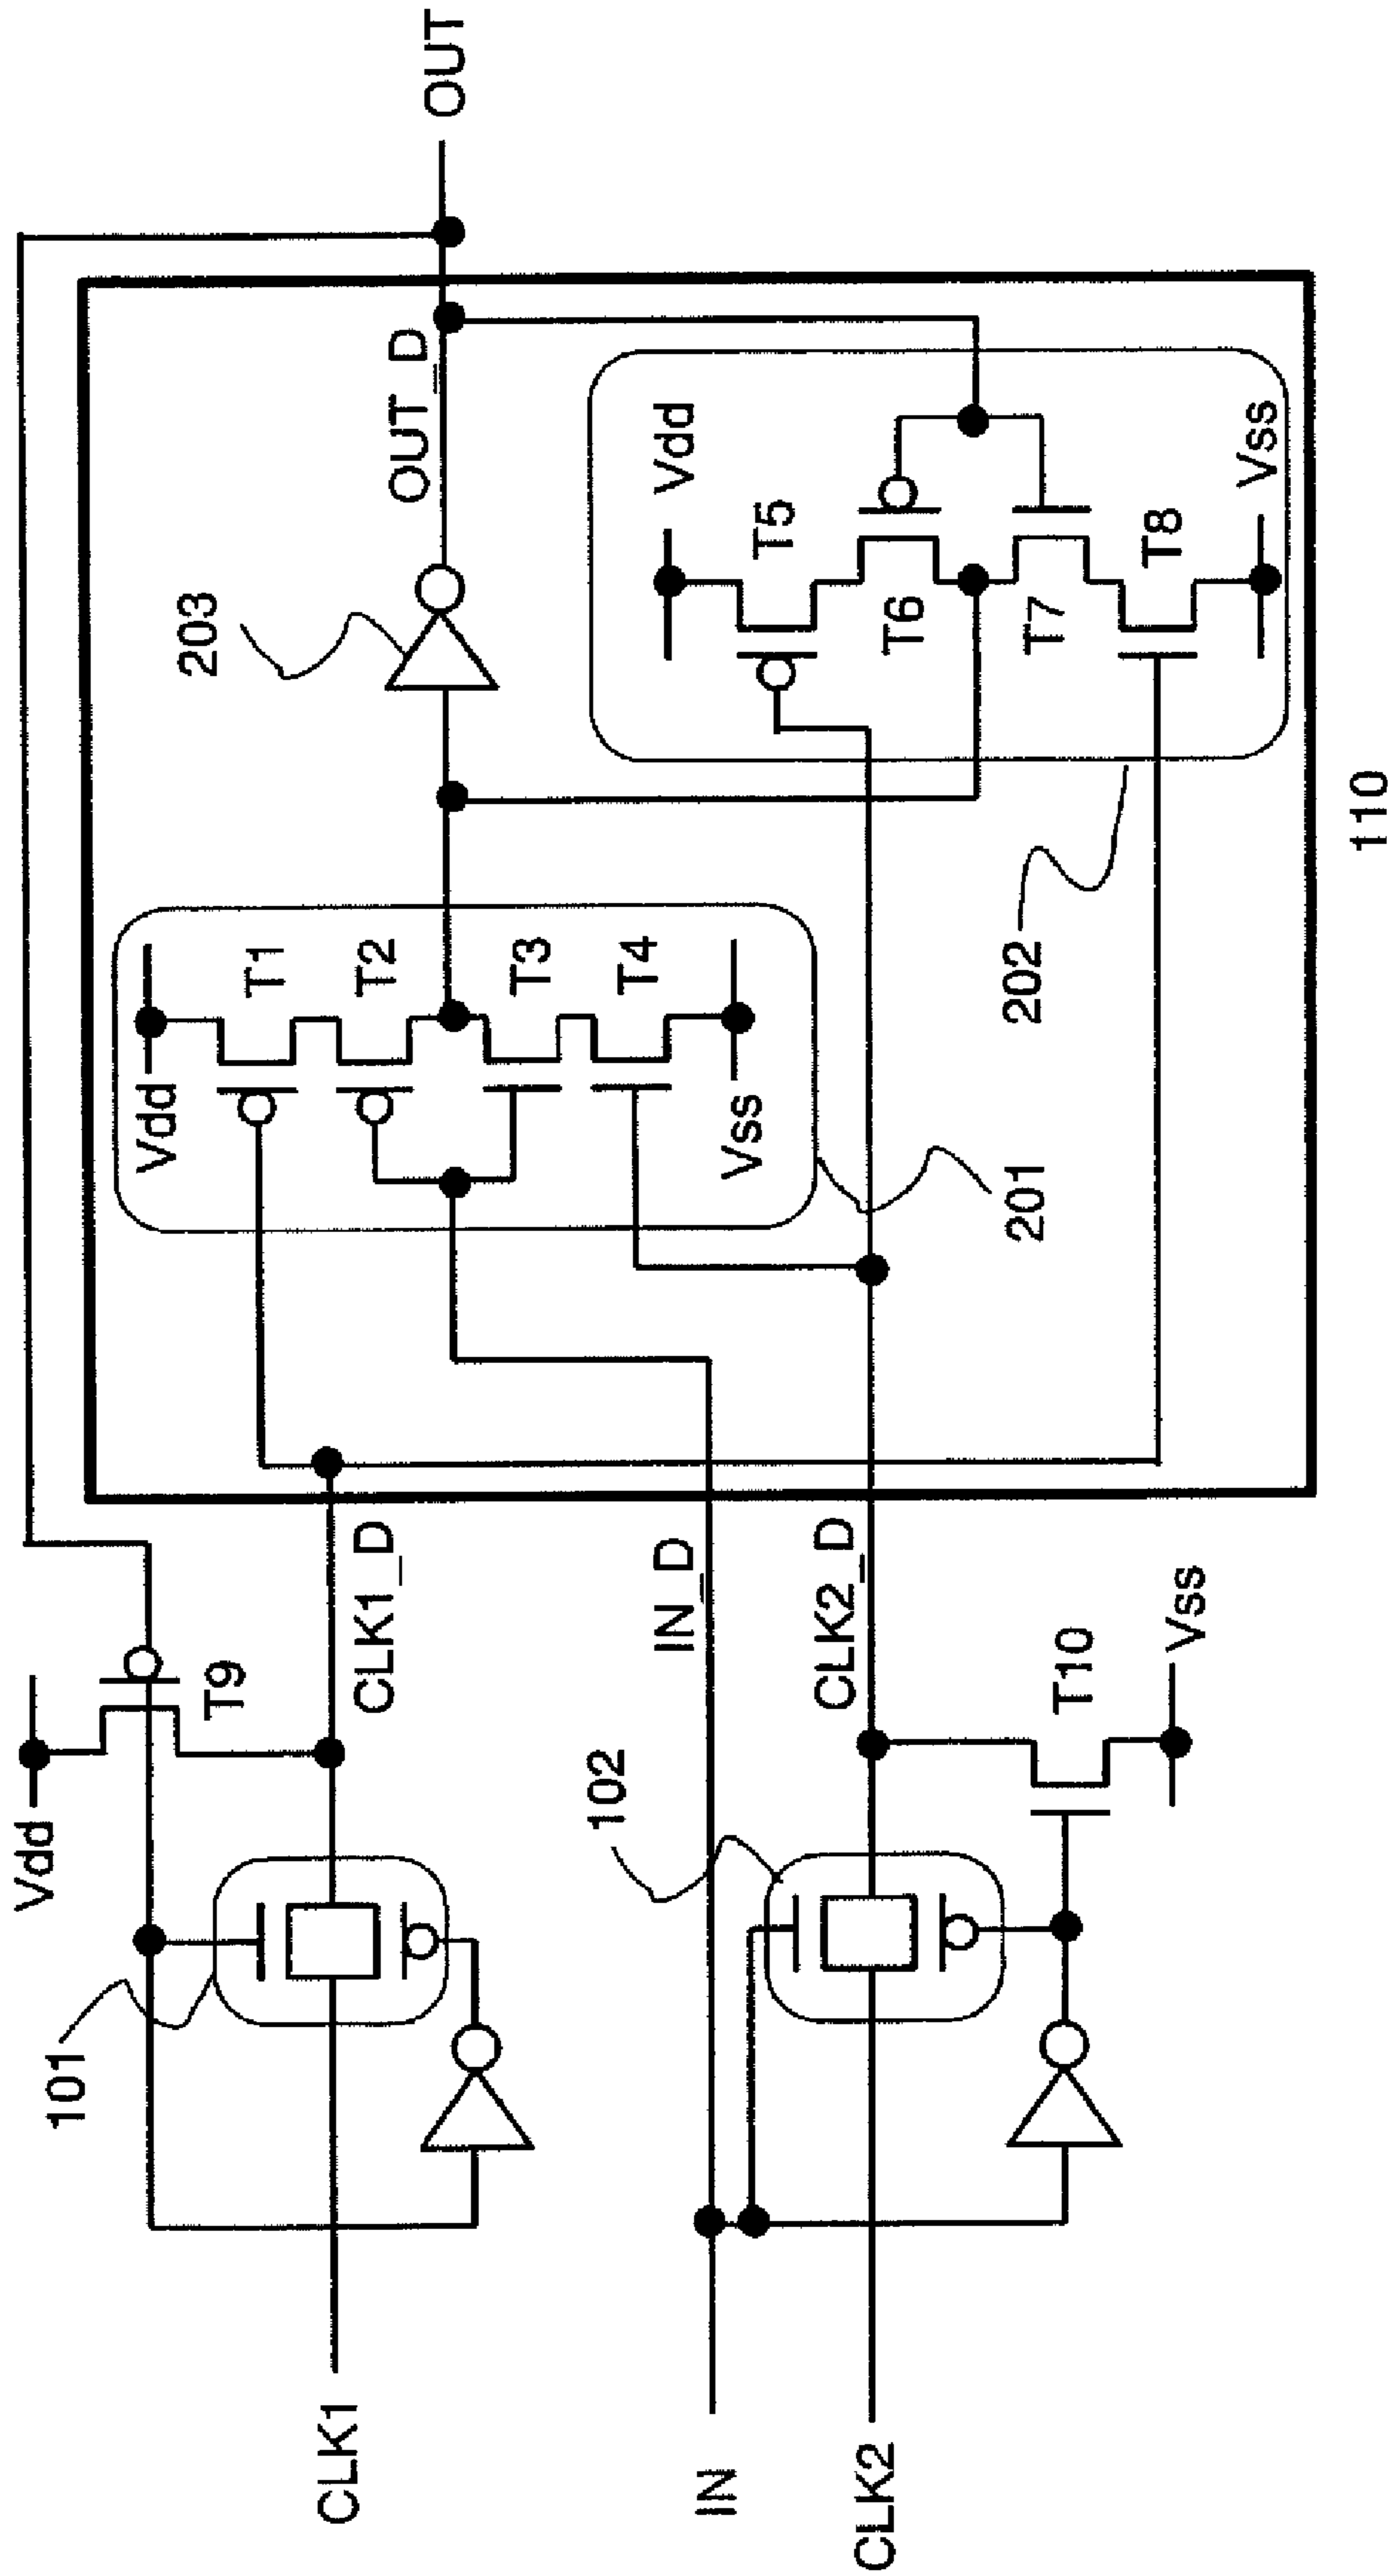 OUT
OUT_D
203
Vdd
T5
T6
T7
T8
Vss
202
110
Vdd
T1
T2
T3
T4
Vss
201
Vdd
T9
CLK1_D
IN_D
CLK2_D
T10
Vss
101
102
CLK1
IN
CLK2